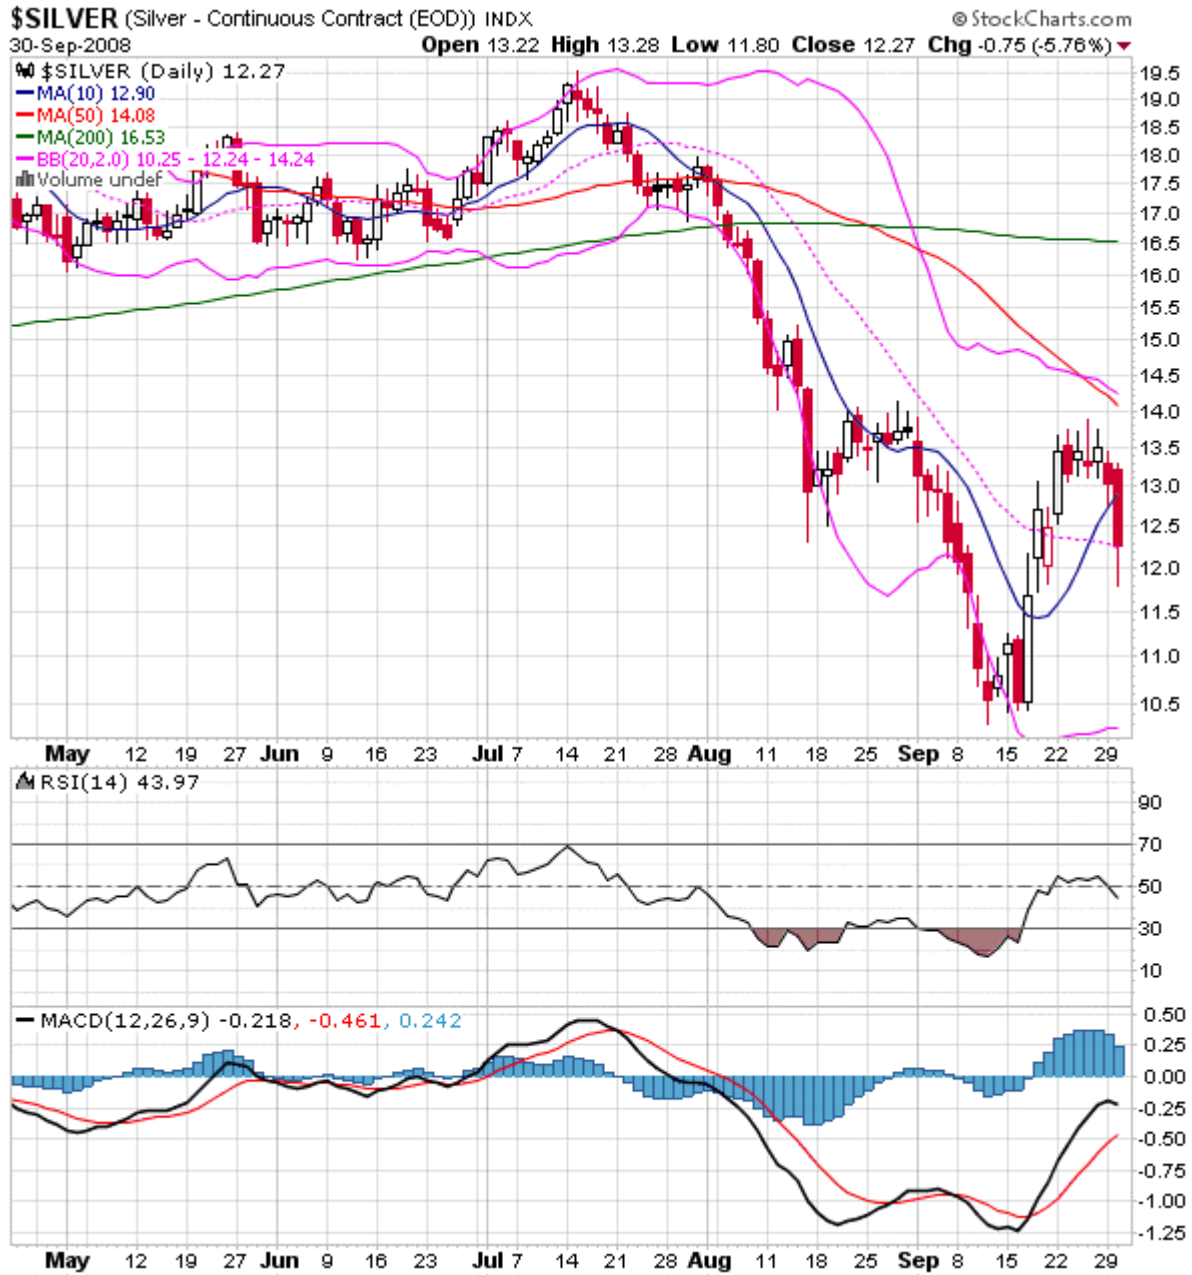 $SILVER (Silver - Continuous Contract (EOD)) INDX © StockCharts.com
30-Sep-2008 Open 13.22 High 13.28 Low 11.80 Close 12.27 Chg -0.75 (-5.76%)
$SILVER (Daily) 12.27
MA(10) 12.90
MA(50) 14.08
MA(200) 16.53
BB(20,2.0) 10.25 - 12.24 - 14.24
Volume undef
19.5
19.0
18.5
18.0
17.5
17.0
16.5
16.0
15.5
15.0
14.5
14.0
13.5
13.0
12.5
12.0
11.5
11.0
10.5
May 12 19 27 Jun 9 16 23 Jul 7 14 21 28 Aug 11 18 25 Sep 8 15 22 29
RSI(14) 43.97
90
70
50
30
10
MACD(12,26,9) -0.218, -0.461, 0.242
0.50
0.25
0.00
-0.25
-0.50
-0.75
-1.00
-1.25
May 12 19 27 Jun 9 16 23 Jul 7 14 21 28 Aug 11 18 25 Sep 8 15 22 29